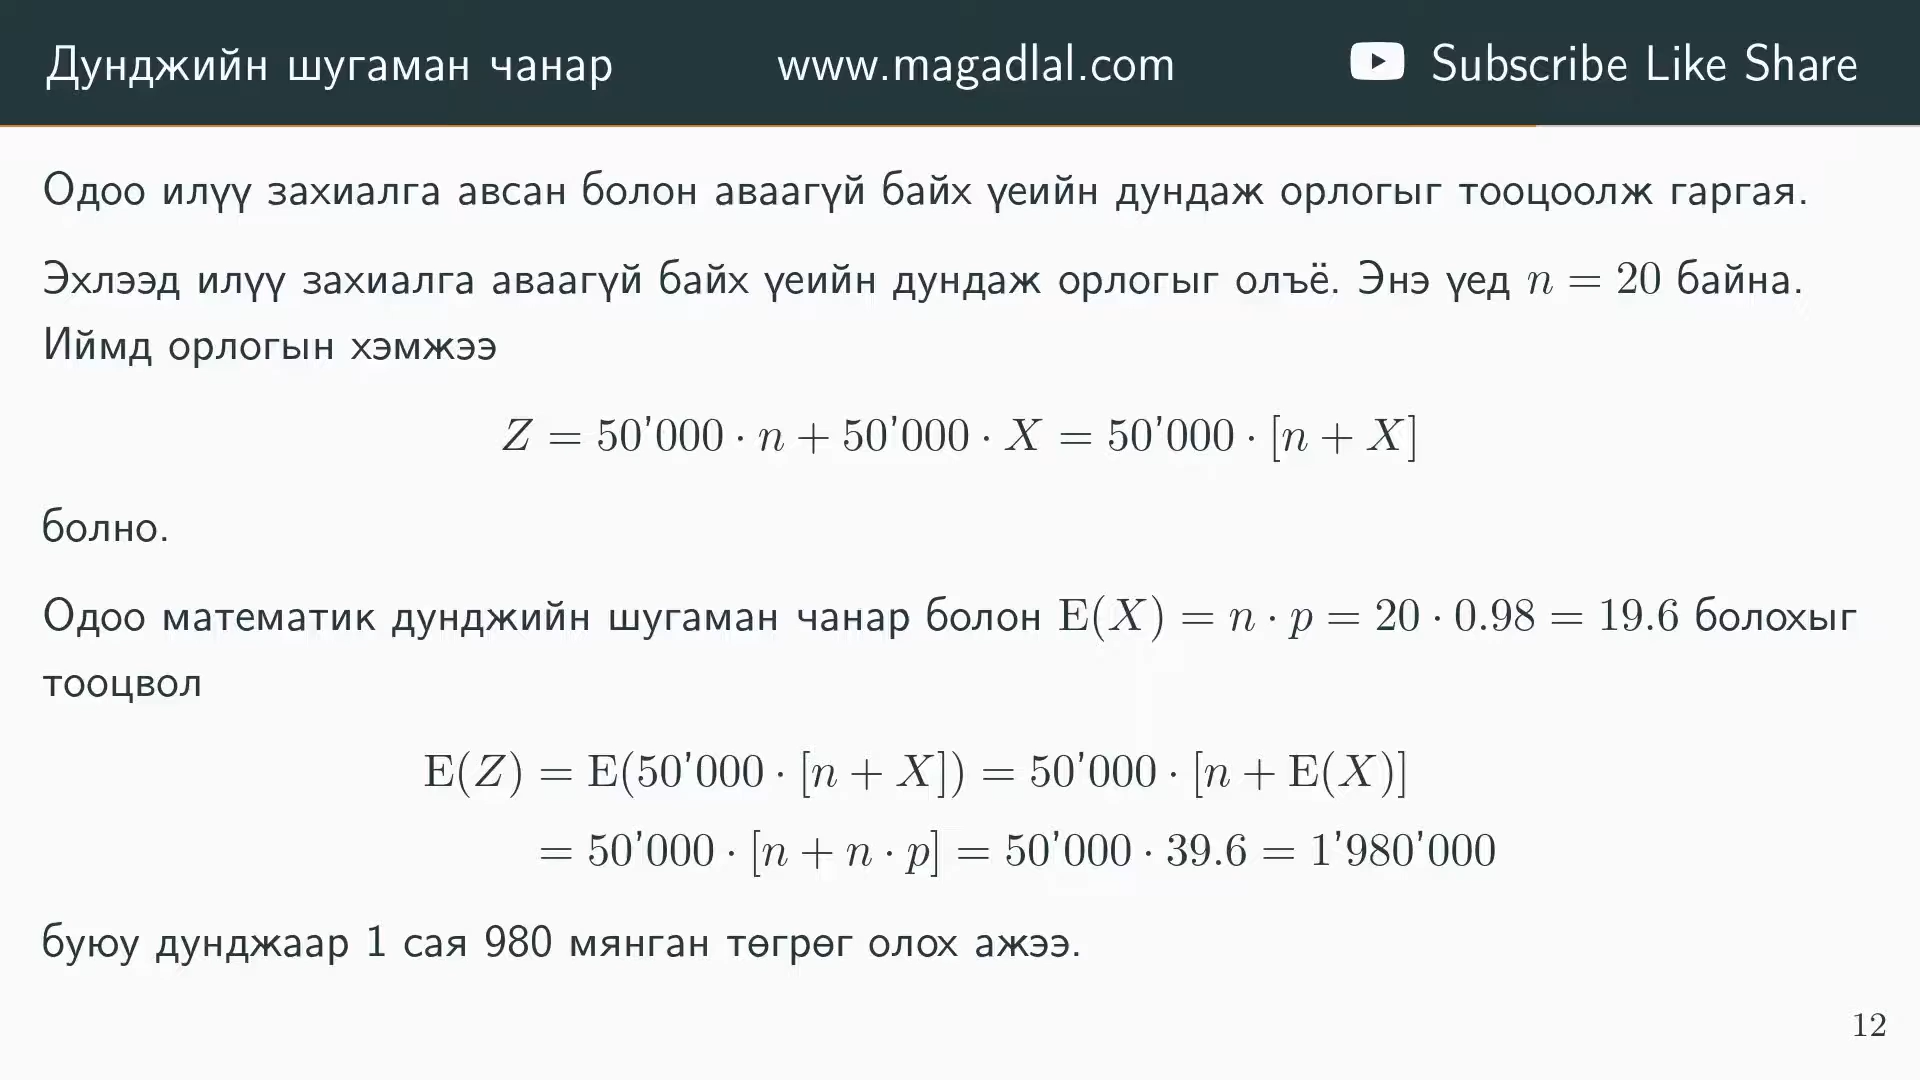 Дунджийн шугаман чанар www.magadlal.com Subscribe Like Share
Одоо илүү захиалга авсан болон аваагүй байх үеийн дундаж орлогыг тооцоолж гаргая.
Эхлээд илүү захиалга аваагүй байх үеийн дундаж орлогыг олъё. Энэ үед n = 20 байна.
Иймд орлогын хэмжээ
Z = 50'000 · n + 50'000 · X = 50'000 · [n + X]
болно.
Одоо математик дунджийн шугаман чанар болон E(X) = n · p = 20 · 0.98 = 19.6 болохыг
тооцвол
E(Z) = E(50'000 · [n + X]) = 50'000 · [n + E(X)]
= 50'000 · [n + n · p] = 50'000 · 39.6 = 1'980'000
буюу дунджаар 1 сая 980 мянган төгрөг олох ажээ.
12